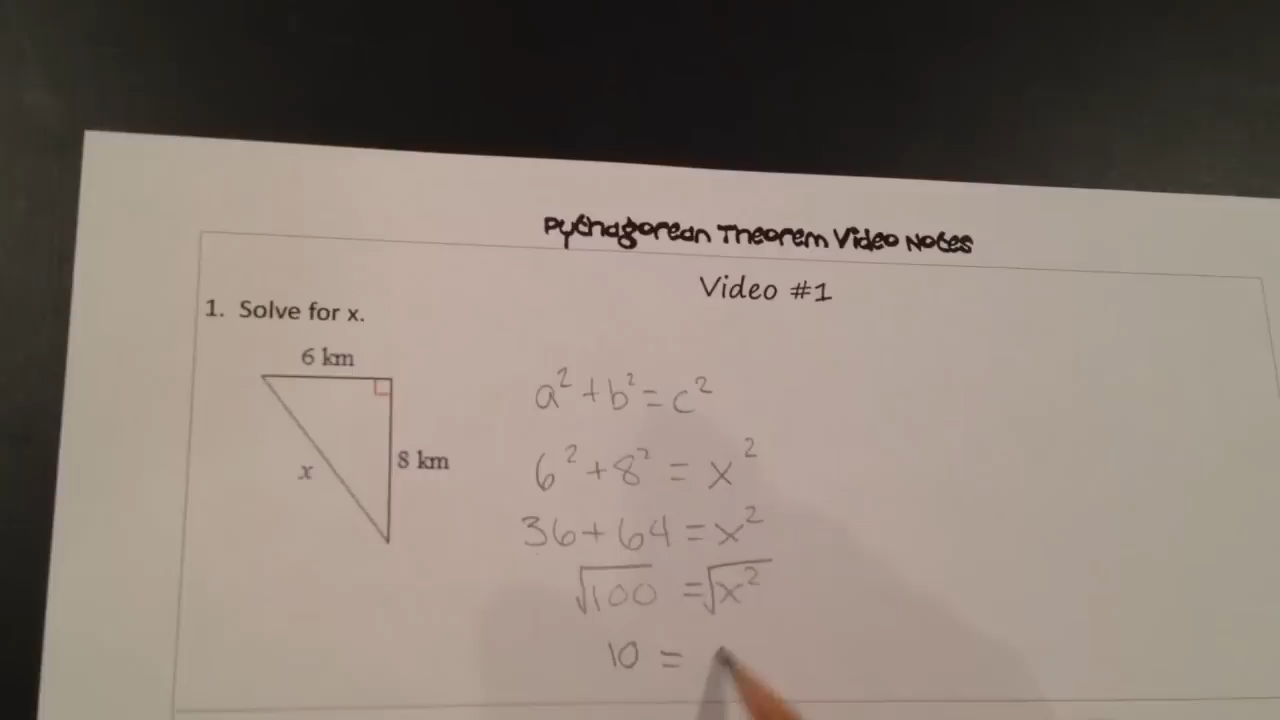 Pythagorean Theorem Video Notes
Video #1
1. Solve for x.
6 km
8 km
x
a² + b² = c²
6² + 8² = x²
36 + 64 = x²
√100 = √x²
10 =